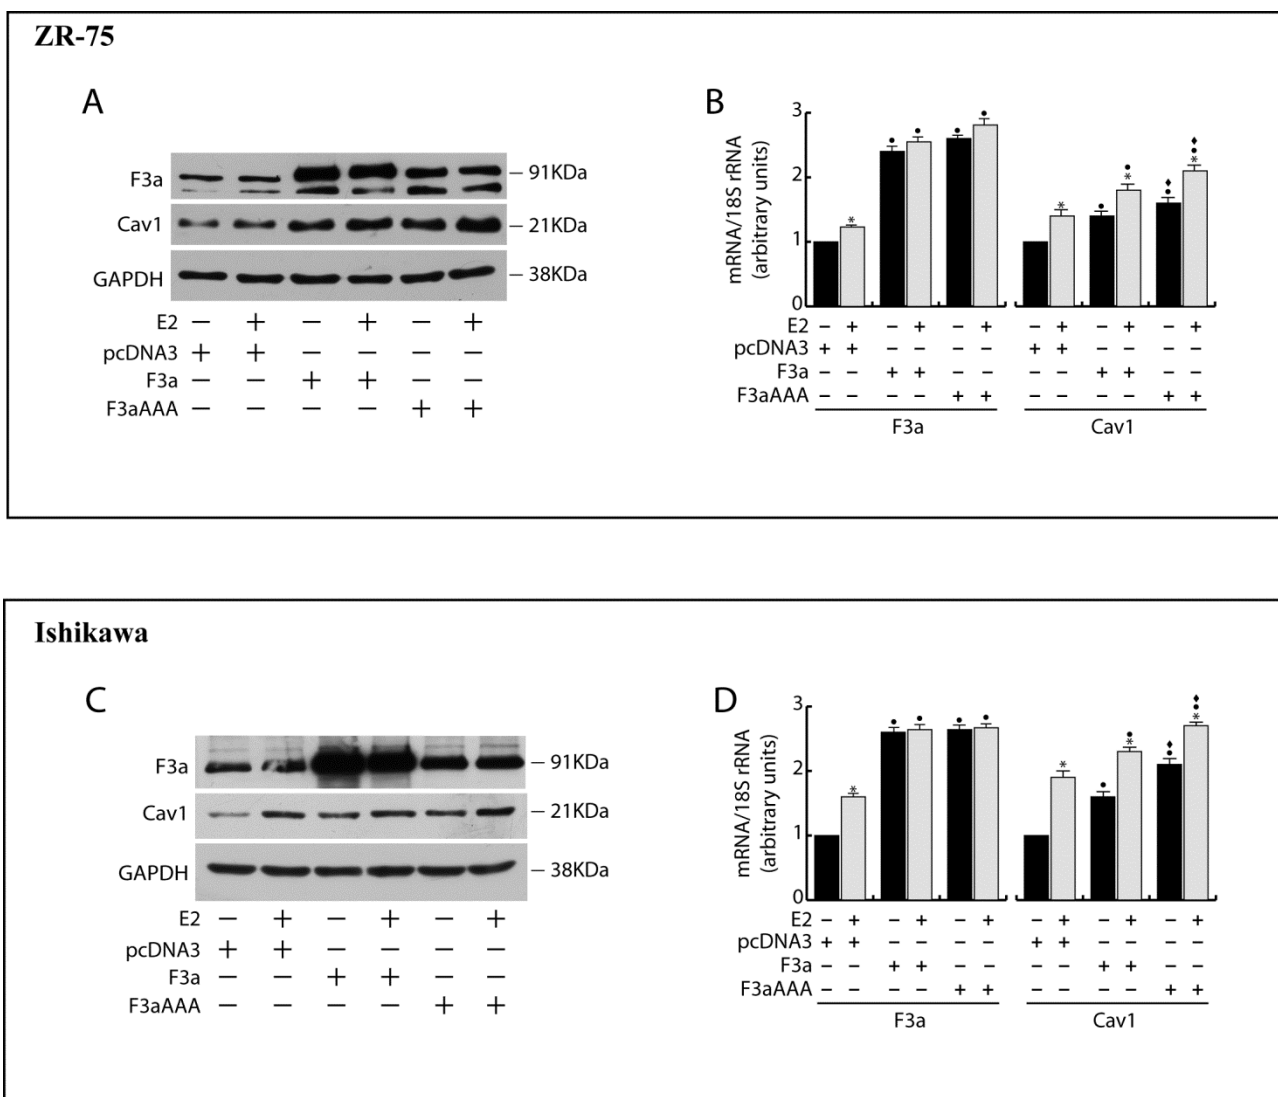 ZR-75
A
F3a
91KDa
Cav1
21KDa
GAPDH
38KDa
E2 – + – + – +
pcDNA3 + + – – – –
F3a – – + + – –
F3aAAA – – – – + +
B
mRNA/18S rRNA
(arbitrary units)
3
2
1
0
* • • • • * • • * ♦ • ♦ • *
E2 – + – + – + – + – + – +
pcDNA3 + + – – – – + + – – – –
F3a – – + + – – – – + + – –
F3aAAA – – – – + + – – – – + +
F3a Cav1
Ishikawa
C
F3a
91KDa
Cav1
21KDa
GAPDH
38KDa
E2 – + – + – +
pcDNA3 + + – – – –
F3a – – + + – –
F3aAAA – – – – + +
D
mRNA/18S rRNA
(arbitrary units)
3
2
1
0
* • • • • * • • * ♦ • ♦ • *
E2 – + – + – + – + – + – +
pcDNA3 + + – – – – + + – – – –
F3a – – + + – – – – + + – –
F3aAAA – – – – + + – – – – + +
F3a Cav1